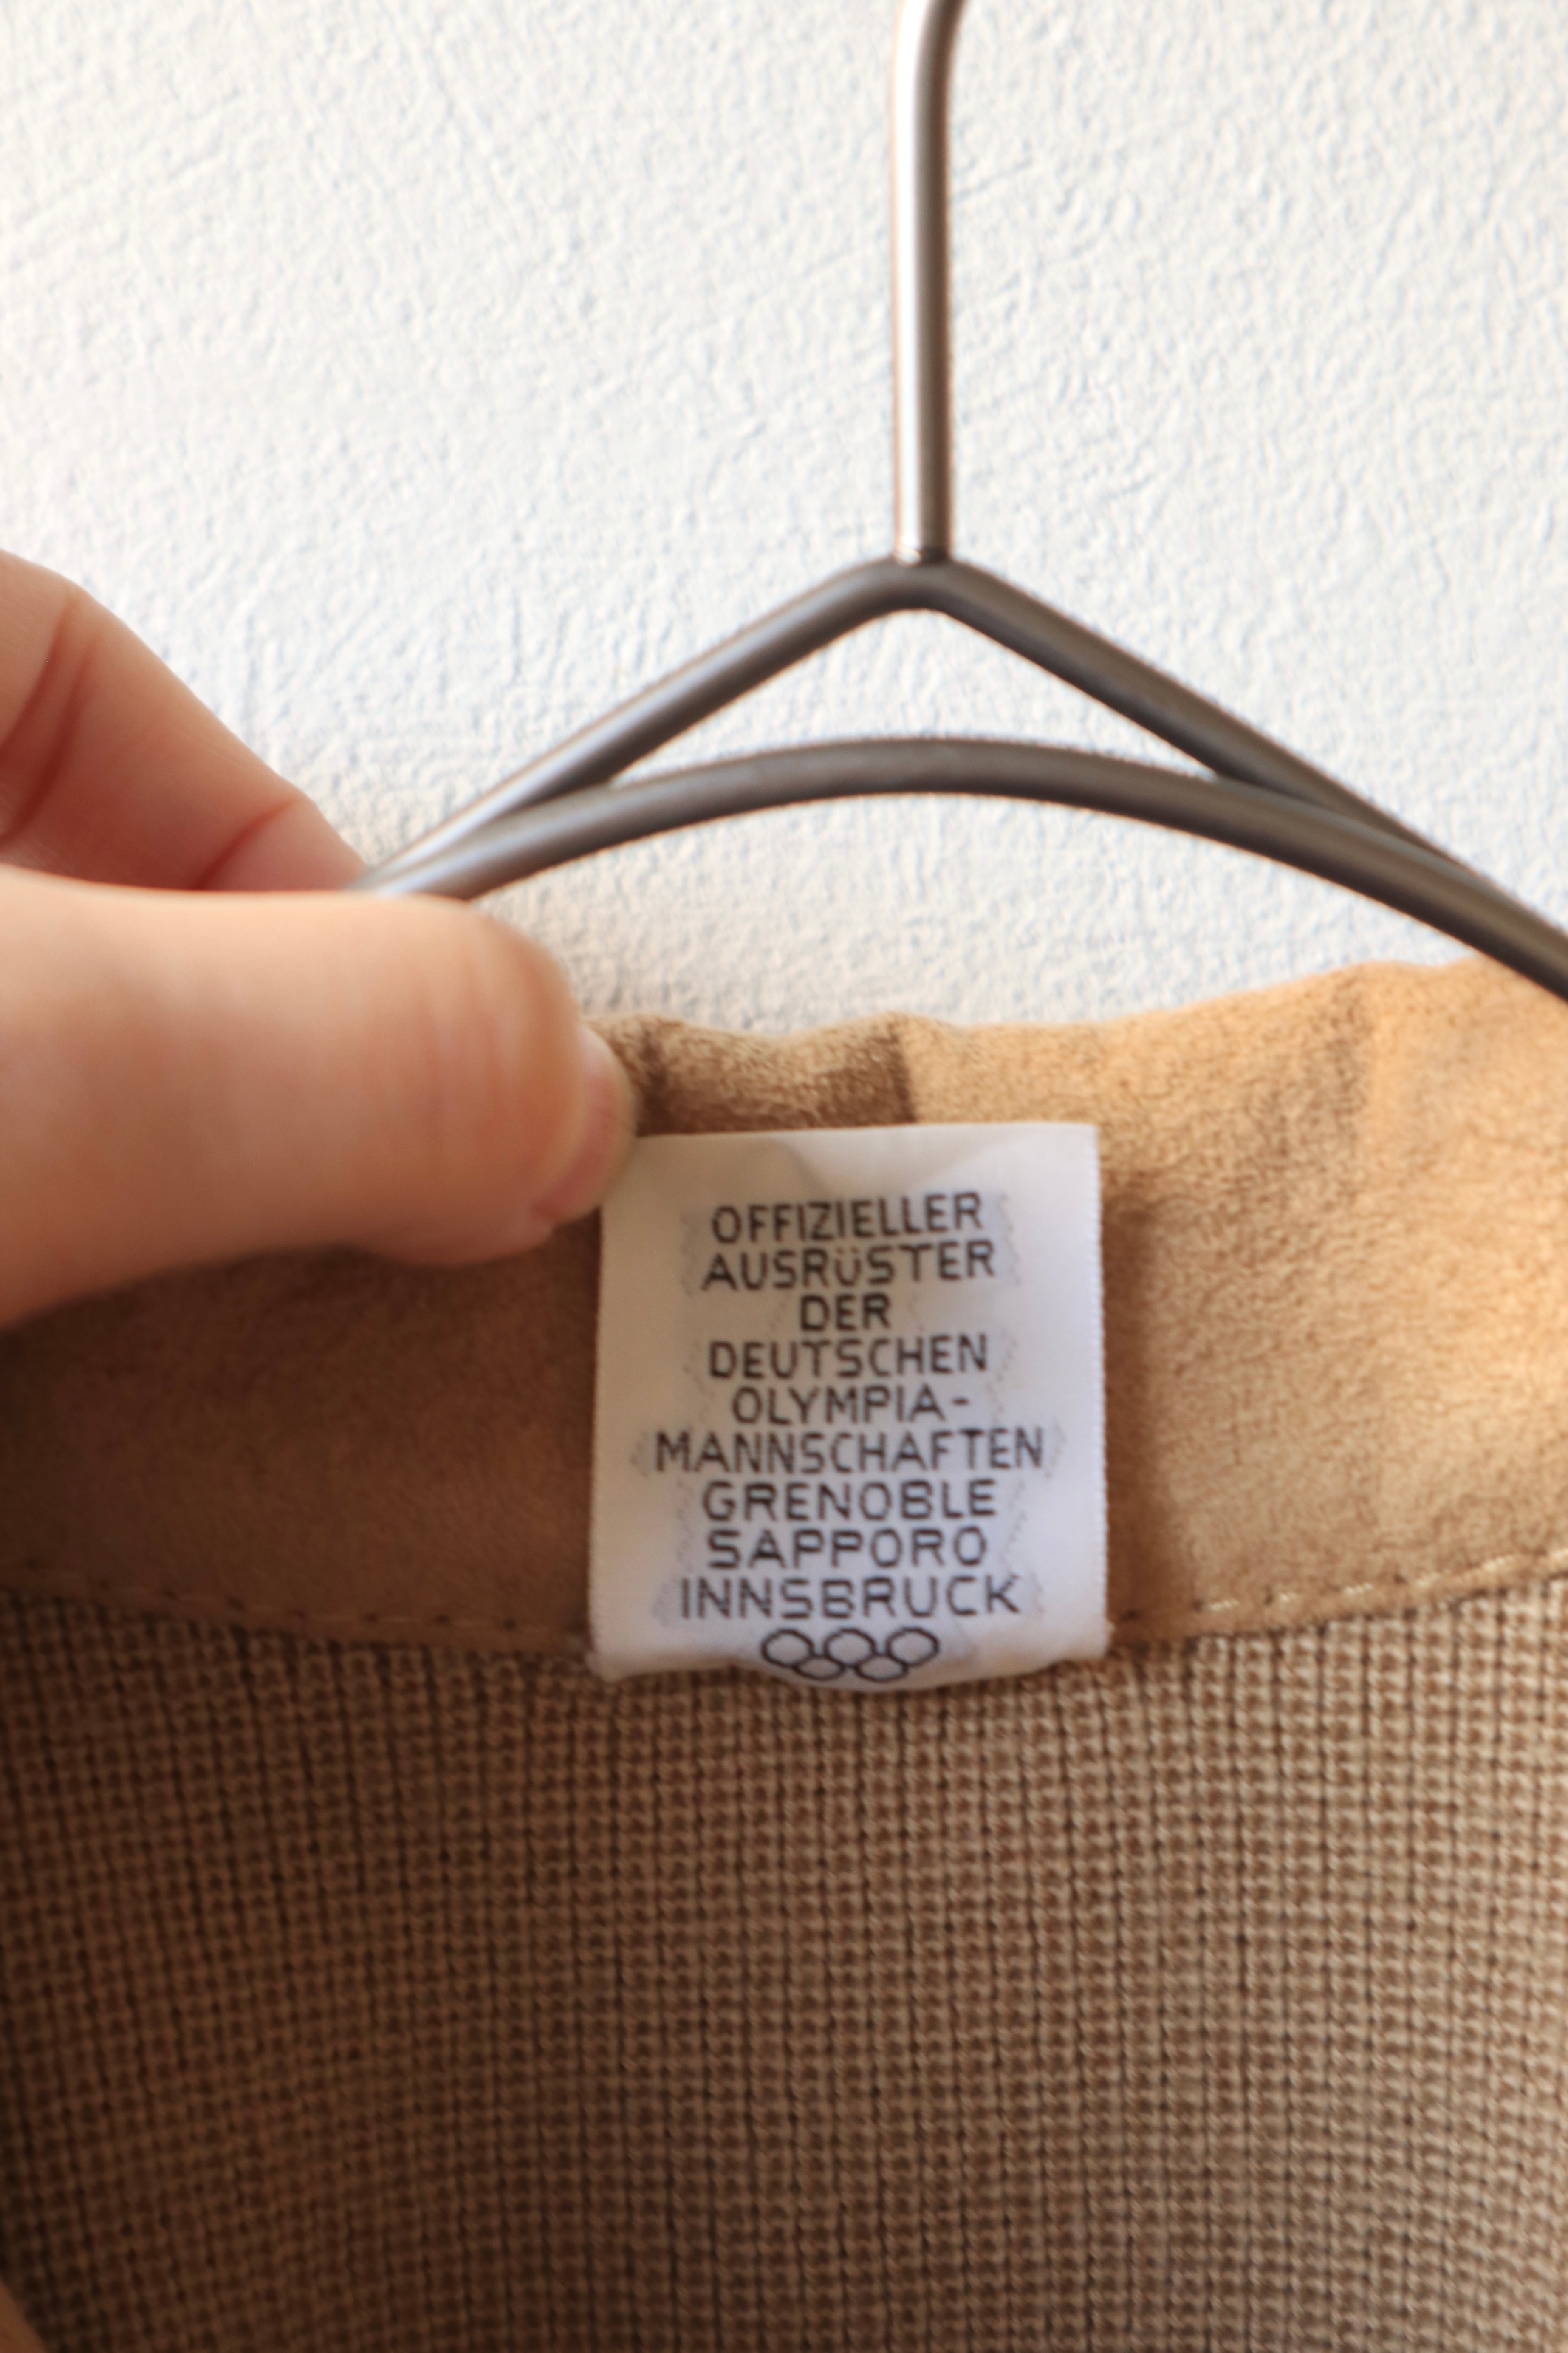 OFFIZIELLER
AUSRÜSTER
DER
DEUTSCHEN
OLYMPIA-
MANNSCHAFTEN
GRENOBLE
SAPPORO
INNSBRUCK